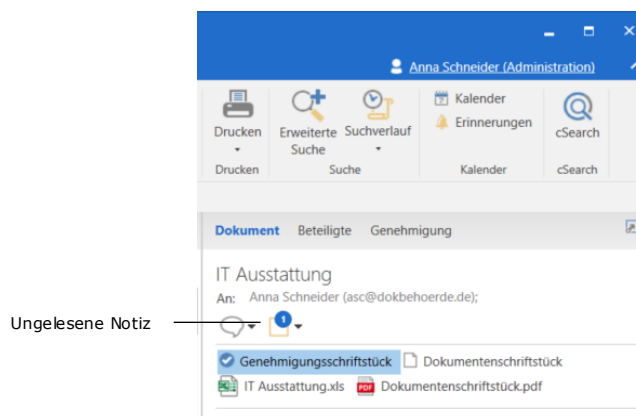 Anna Schneider (Administration)
Drucken
Erweiterte
Suche
Suchverlauf
Kalender
Erinnerungen
cSearch
Drucken
Suche
Kalender
cSearch
Dokument Beteiligte Genehmigung
IT Ausstattung
An: Anna Schneider (asc@dokbehoerde.de);
Ungelesene Notiz
1
Genehmigungsschriftstück Dokumentenschriftstück
IT Ausstattung.xls PDF Dokumentenschriftstück.pdf